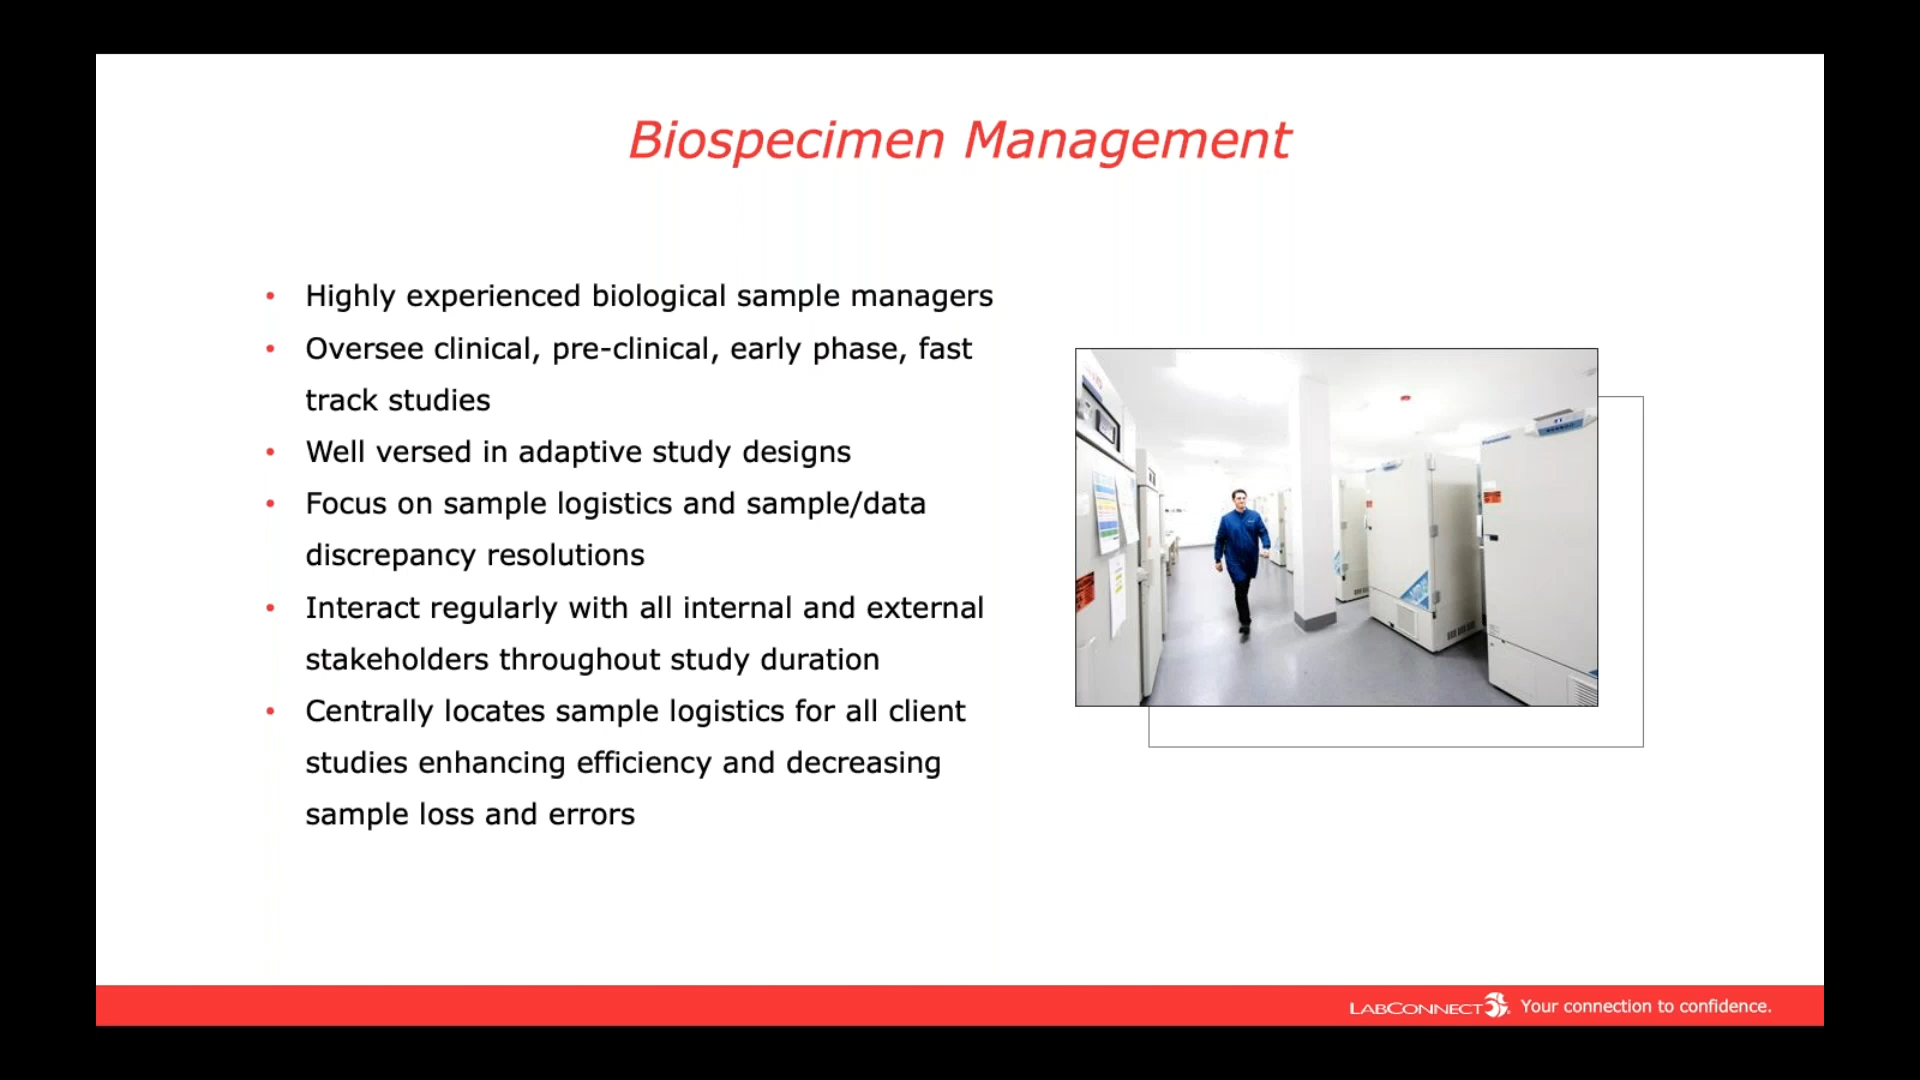 Biospecimen Management
• Highly experienced biological sample managers
• Oversee clinical, pre-clinical, early phase, fast
track studies
• Well versed in adaptive study designs
• Focus on sample logistics and sample/data
discrepancy resolutions
• Interact regularly with all internal and external
stakeholders throughout study duration
• Centrally locates sample logistics for all client
studies enhancing efficiency and decreasing
sample loss and errors
Panasonic
LABCONNECT Your connection to confidence.